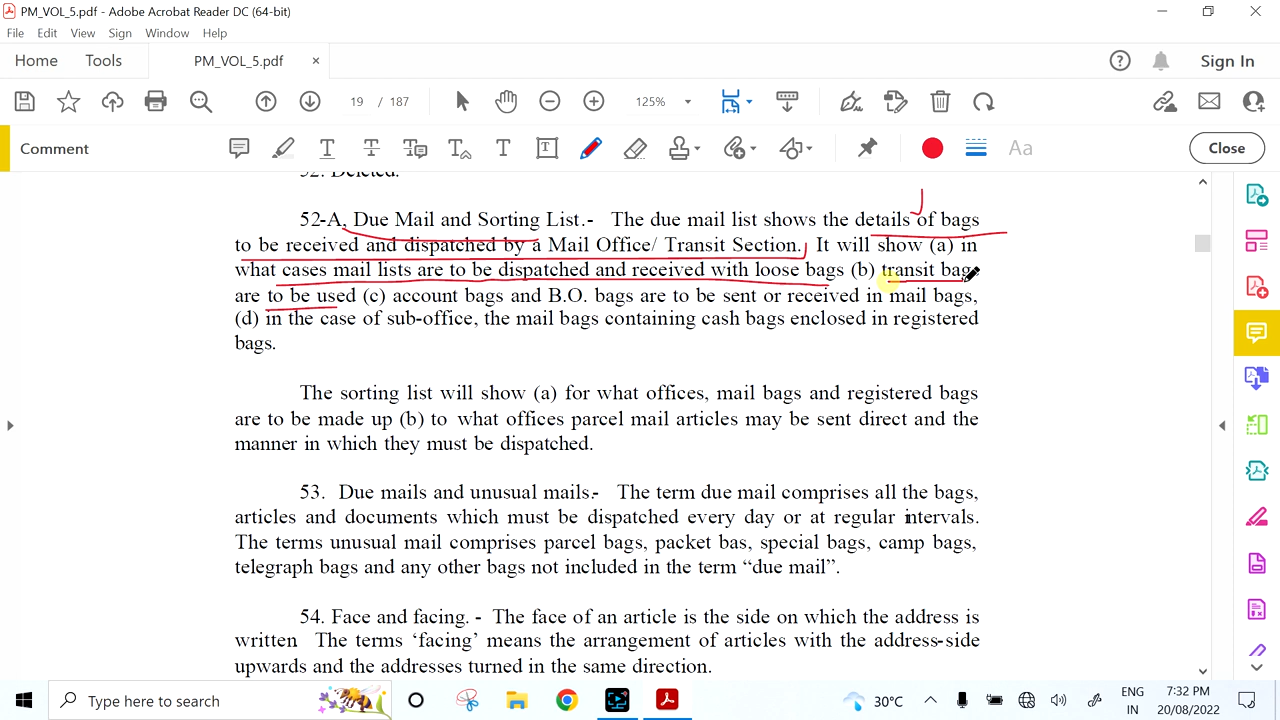 PM_VOL_5.pdf - Adobe Acrobat Reader DC (64-bit)
File Edit View Sign Window Help
Home Tools PM_VOL_5.pdf × Sign In
19 / 187 125%
Comment Aa Close
52. Deleted.
52-A, Due Mail and Sorting List.- The due mail list shows the details of bags
to be received and dispatched by a Mail Office/ Transit Section. It will show (a) in
what cases mail lists are to be dispatched and received with loose bags (b) transit bags
are to be used (c) account bags and B.O. bags are to be sent or received in mail bags,
(d) in the case of sub-office, the mail bags containing cash bags enclosed in registered
bags.
The sorting list will show (a) for what offices, mail bags and registered bags
are to be made up (b) to what offices parcel mail articles may be sent direct and the
manner in which they must be dispatched.
53. Due mails and unusual mails.- The term due mail comprises all the bags,
articles and documents which must be dispatched every day or at regular intervals.
The terms unusual mail comprises parcel bags, packet bas, special bags, camp bags,
telegraph bags and any other bags not included in the term “due mail”.
54. Face and facing. - The face of an article is the side on which the address is
written The terms ‘facing’ means the arrangement of articles with the address-side
upwards and the addresses turned in the same direction.
Type here to search 30°C ENG IN 7:32 PM 20/08/2022